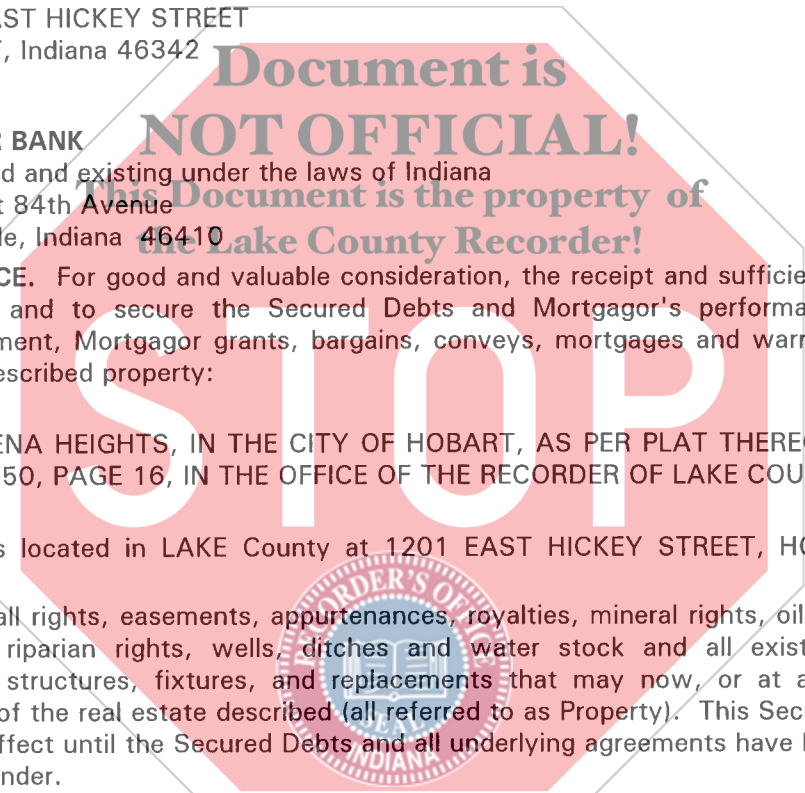 AST HICKEY STREET
T, Indiana 46342
Document is
NOT OFFICIAL!
R BANK
d and existing under the laws of Indiana
This Document is the property of
t 84th Avenue
le, Indiana 46410
the Lake County Recorder!
CE. For good and valuable consideration, the receipt and sufficie
and to secure the Secured Debts and Mortgagor's performa
ment, Mortgagor grants, bargains, conveys, mortgages and warr
escribed property:
STOP
ENA HEIGHTS, IN THE CITY OF HOBART, AS PER PLAT THEREO
50, PAGE 16, IN THE OFFICE OF THE RECORDER OF LAKE COU
s located in LAKE County at 1201 EAST HICKEY STREET, HO
RECORDER'S OFFICE
all rights, easements, appurtenances, royalties, mineral rights, oil
riparian rights, wells, ditches and water stock and all exist
structures, fixtures, and replacements that may now, or at a
of the real estate described (all referred to as Property). This Sec
SEAL
ffect until the Secured Debts and all underlying agreements have
INDIANA
nder.